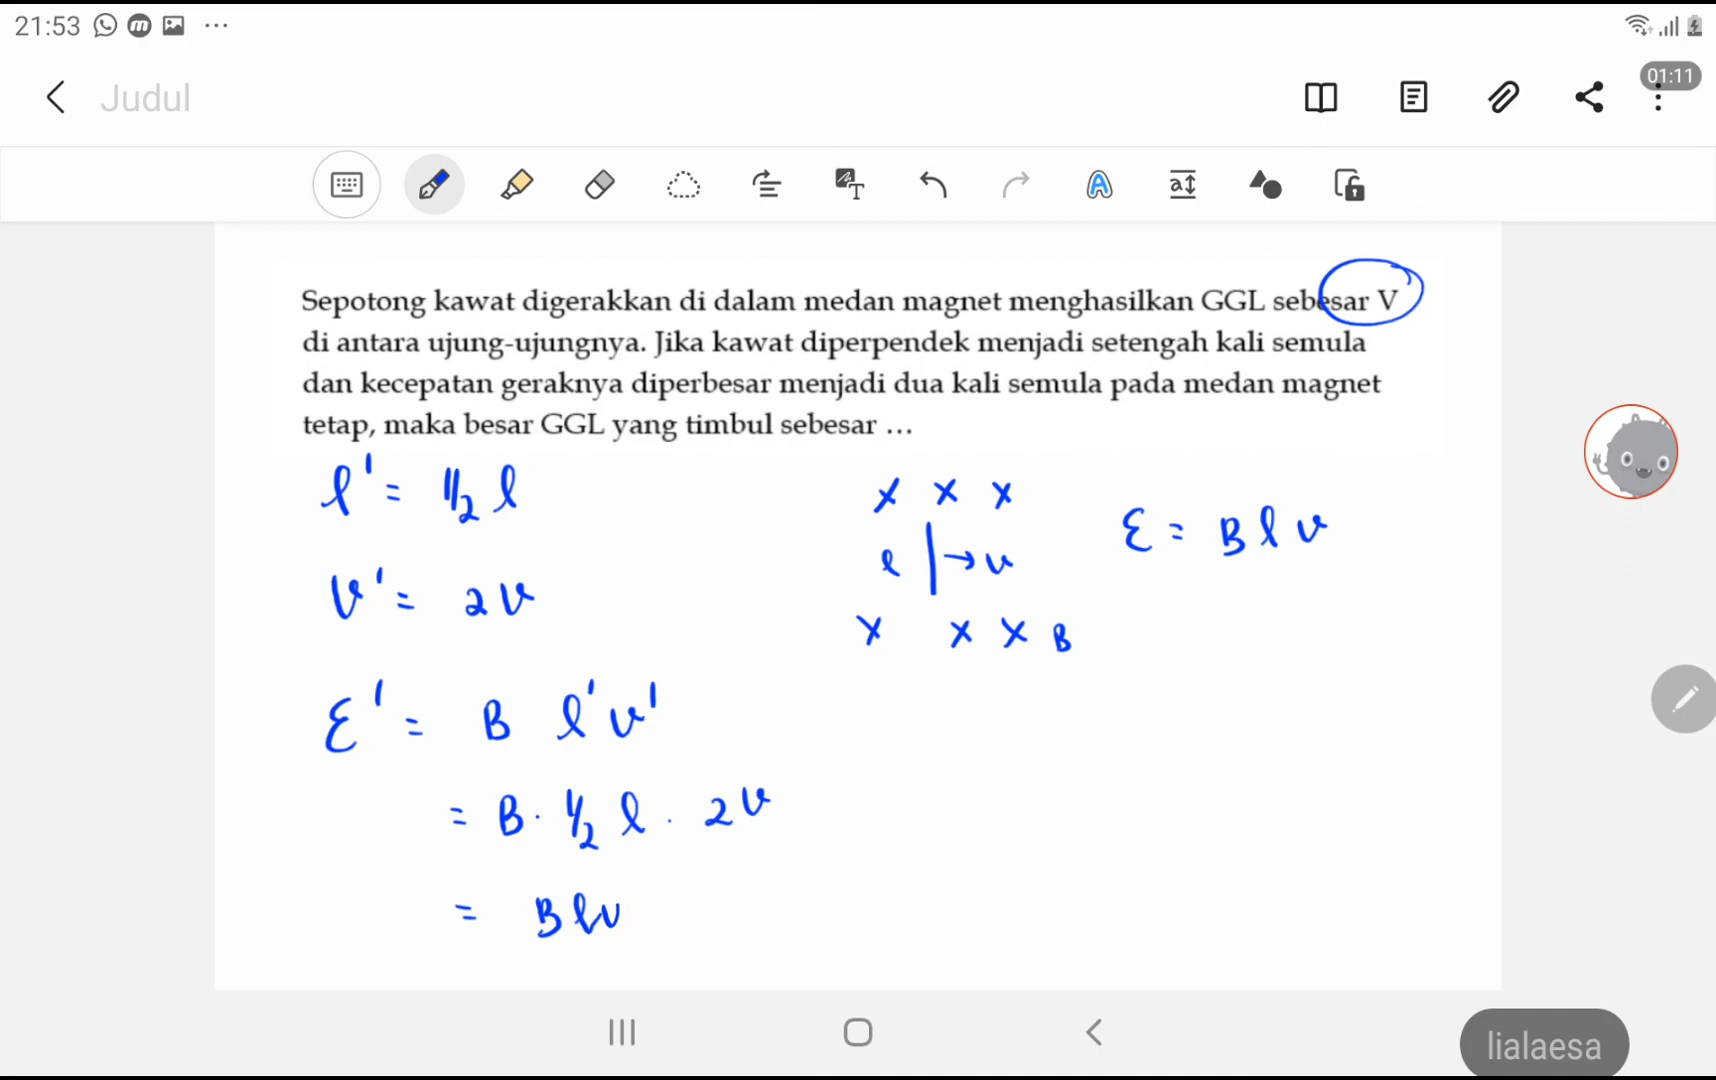 21:53
01:11
Judul
Sepotong kawat digerakkan di dalam medan magnet menghasilkan GGL sebesar V
di antara ujung-ujungnya. Jika kawat diperpendek menjadi setengah kali semula
dan kecepatan geraknya diperbesar menjadi dua kali semula pada medan magnet
tetap, maka besar GGL yang timbul sebesar ...
l' = 1/2 l
v' = 2v
ε' = B l' v'
= B · 1/2 l · 2v
= Blv
x x x
l | → v
x x x B
ε = B l v
lialaesa